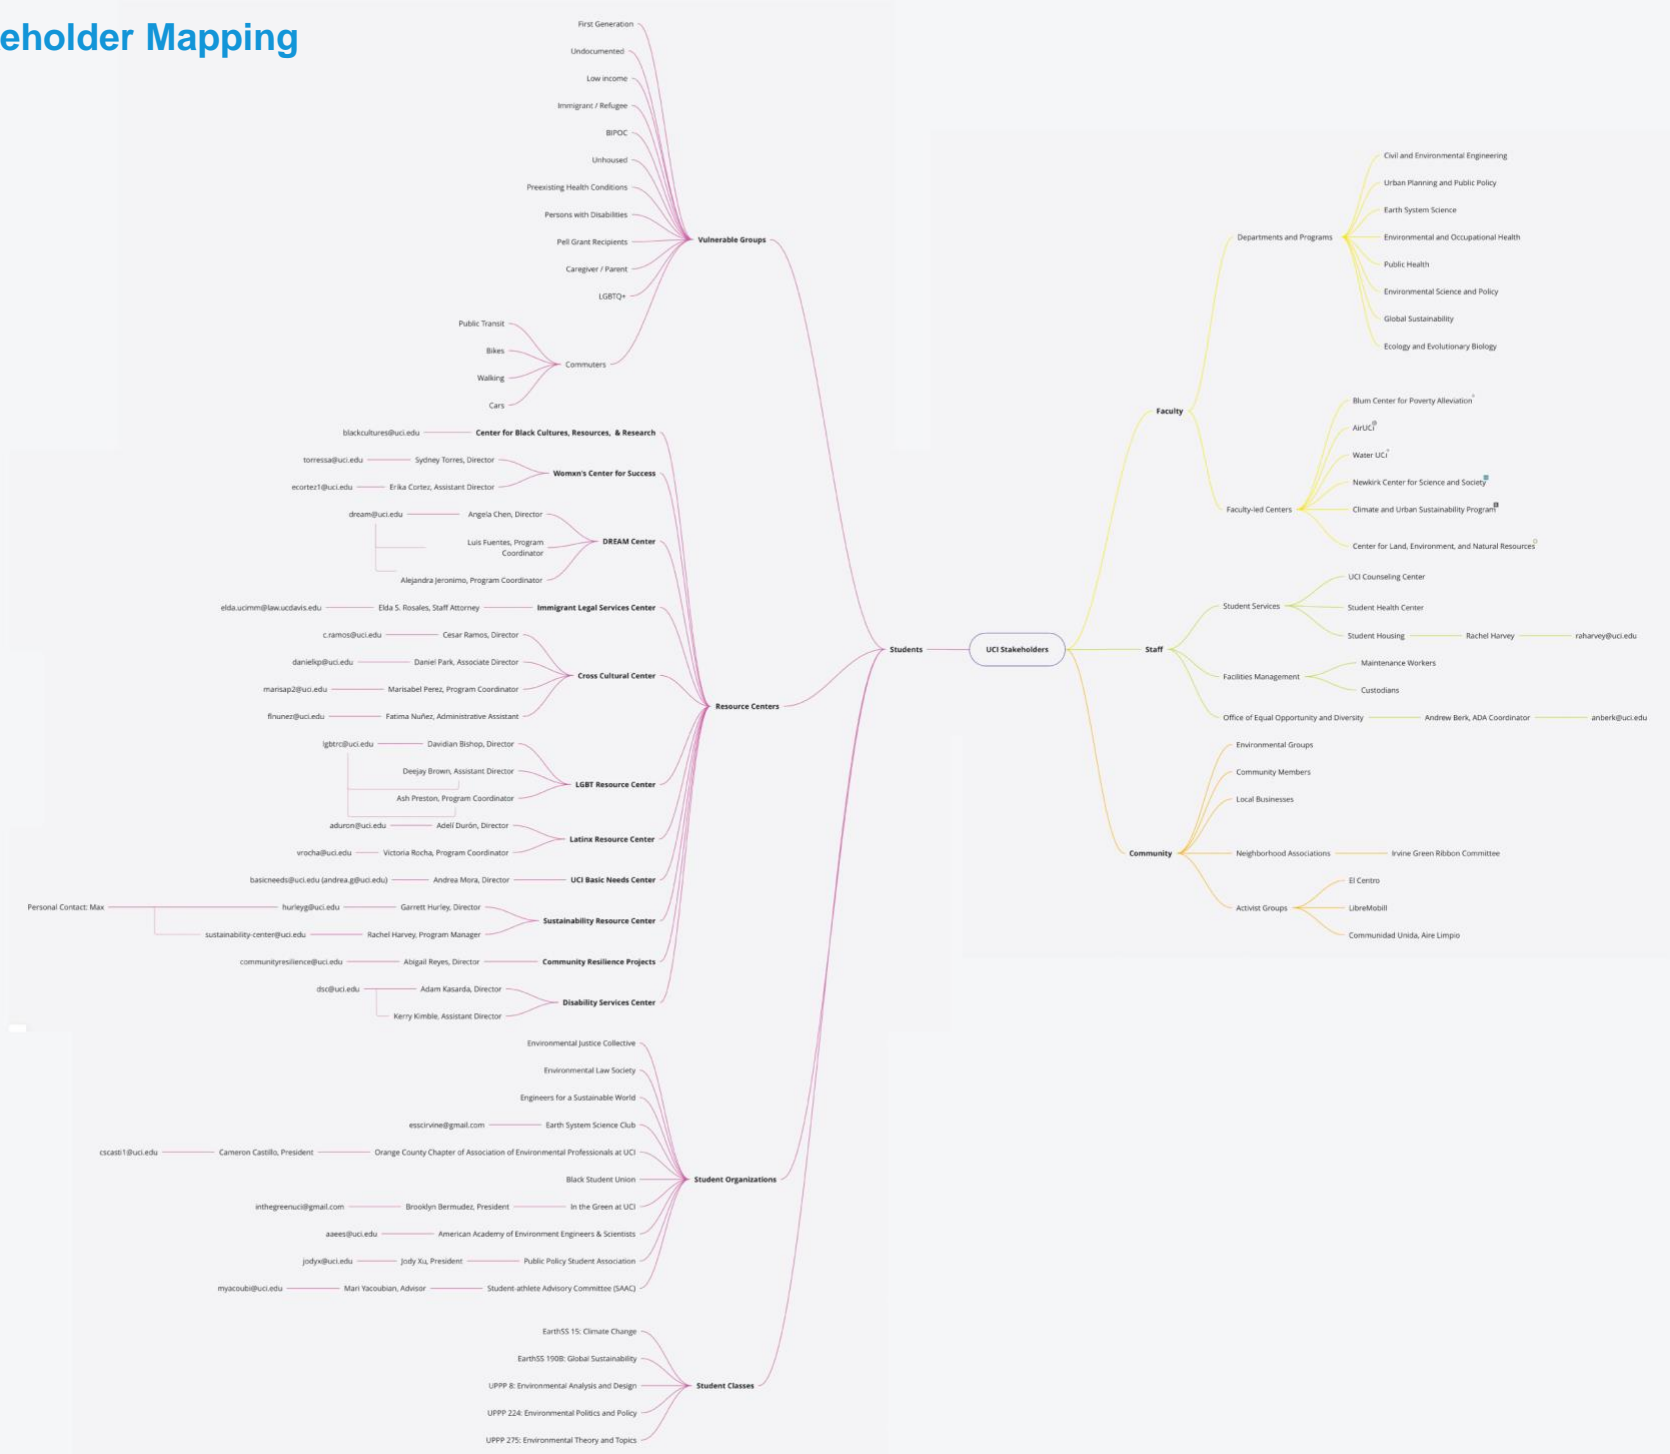 eholder Mapping
First Generation
Undocumented
Low income
Immigrant / Refugee
BIPOC
Unhoused
Preexisting Health Conditions
Persons with Disabilities
Pell Grant Recipients
Caregiver / Parent
LGBTQ+
Vulnerable Groups
Public Transit
Bikes
Walking
Cars
Commuters
blackcultures@uci.edu Center for Black Cultures, Resources, & Research
torressa@uci.edu Sydney Torres, Director
ecortez1@uci.edu Erika Cortez, Assistant Director
Womxn's Center for Success
dream@uci.edu Angela Chen, Director
Luis Fuentes, Program
Coordinator
Alejandra Jeronimo, Program Coordinator
DREAM Center
elda.ucimm@law.ucdavis.edu Elda S. Rosales, Staff Attorney Immigrant Legal Services Center
c.ramos@uci.edu Cesar Ramos, Director
danielkp@uci.edu Daniel Park, Associate Director
marisap2@uci.edu Marisabel Perez, Program Coordinator
flnunez@uci.edu Fatima Nuñez, Administrative Assistant
Cross Cultural Center
Resource Centers
lgbtrc@uci.edu Davidian Bishop, Director
Deejay Brown, Assistant Director
Ash Preston, Program Coordinator
LGBT Resource Center
aduron@uci.edu Adelí Durón, Director
vrocha@uci.edu Victoria Rocha, Program Coordinator
Latinx Resource Center
basicneeds@uci.edu (andrea.g@uci.edu) Andrea Mora, Director UCI Basic Needs Center
Personal Contact: Max hurleyg@uci.edu Garrett Hurley, Director
sustainability-center@uci.edu Rachel Harvey, Program Manager
Sustainability Resource Center
communityresilience@uci.edu Abigail Reyes, Director Community Resilience Projects
dsc@uci.edu Adam Kasarda, Director
Kerry Kimble, Assistant Director
Disability Services Center
Environmental Justice Collective
Environmental Law Society
Engineers for a Sustainable World
esscirvine@gmail.com Earth System Science Club
cscasti1@uci.edu Cameron Castillo, President Orange County Chapter of Association of Environmental Professionals at UCI
Black Student Union
Student Organizations
inthegreenuci@gmail.com Brooklyn Bermudez, President In the Green at UCI
aaees@uci.edu American Academy of Environment Engineers & Scientists
jodyx@uci.edu Jody Xu, President Public Policy Student Association
myacoubi@uci.edu Mari Yacoubian, Advisor Student-athlete Advisory Committee (SAAC)
EarthSS 15: Climate Change
EarthSS 190B: Global Sustainability
UPPP 8: Environmental Analysis and Design
UPPP 224: Environmental Politics and Policy
UPPP 275: Environmental Theory and Topics
Student Classes
Students
UCI Stakeholders
Faculty
Departments and Programs
Civil and Environmental Engineering
Urban Planning and Public Policy
Earth System Science
Environmental and Occupational Health
Public Health
Environmental Science and Policy
Global Sustainability
Ecology and Evolutionary Biology
Faculty-led Centers
Blum Center for Poverty Alleviation
AirUCI
Water UCI
Newkirk Center for Science and Society
Climate and Urban Sustainability Program
Center for Land, Environment, and Natural Resources
Staff
Student Services
UCI Counseling Center
Student Health Center
Student Housing Rachel Harvey raharvey@uci.edu
Facilities Management
Maintenance Workers
Custodians
Office of Equal Opportunity and Diversity Andrew Berk, ADA Coordinator anberk@uci.edu
Community
Environmental Groups
Community Members
Local Businesses
Neighborhood Associations Irvine Green Ribbon Committee
Activist Groups
El Centro
LibreMobill
Communidad Unida, Aire Limpio